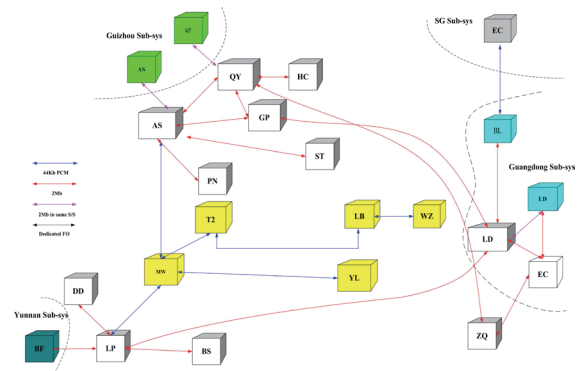 Guizhou Sub-sys
SG Sub-sys
EC
AS
QY
HC
GP
AS
ST
PN
BL
Guangdong Sub-sys
LD
64Kb PCM
2Mb
2Mb in same S/S
Dedicated FO
T2
LB
WZ
LD
MW
YL
EC
DD
Yunnan Sub-sys
BF
LP
BS
ZQ